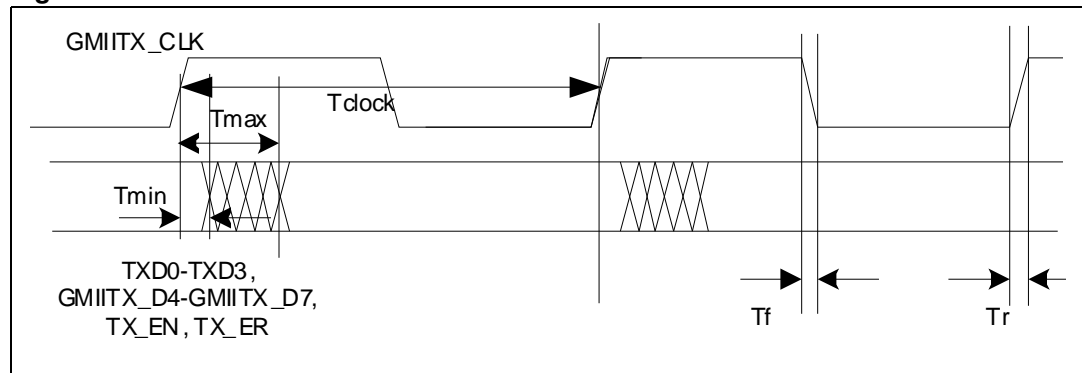 GMIITX_CLK
Tclock
Tmax
Tmin
TXD0-TXD3,
GMIITX_D4-GMIITX_D7,
TX_EN, TX_ER
Tf
Tr